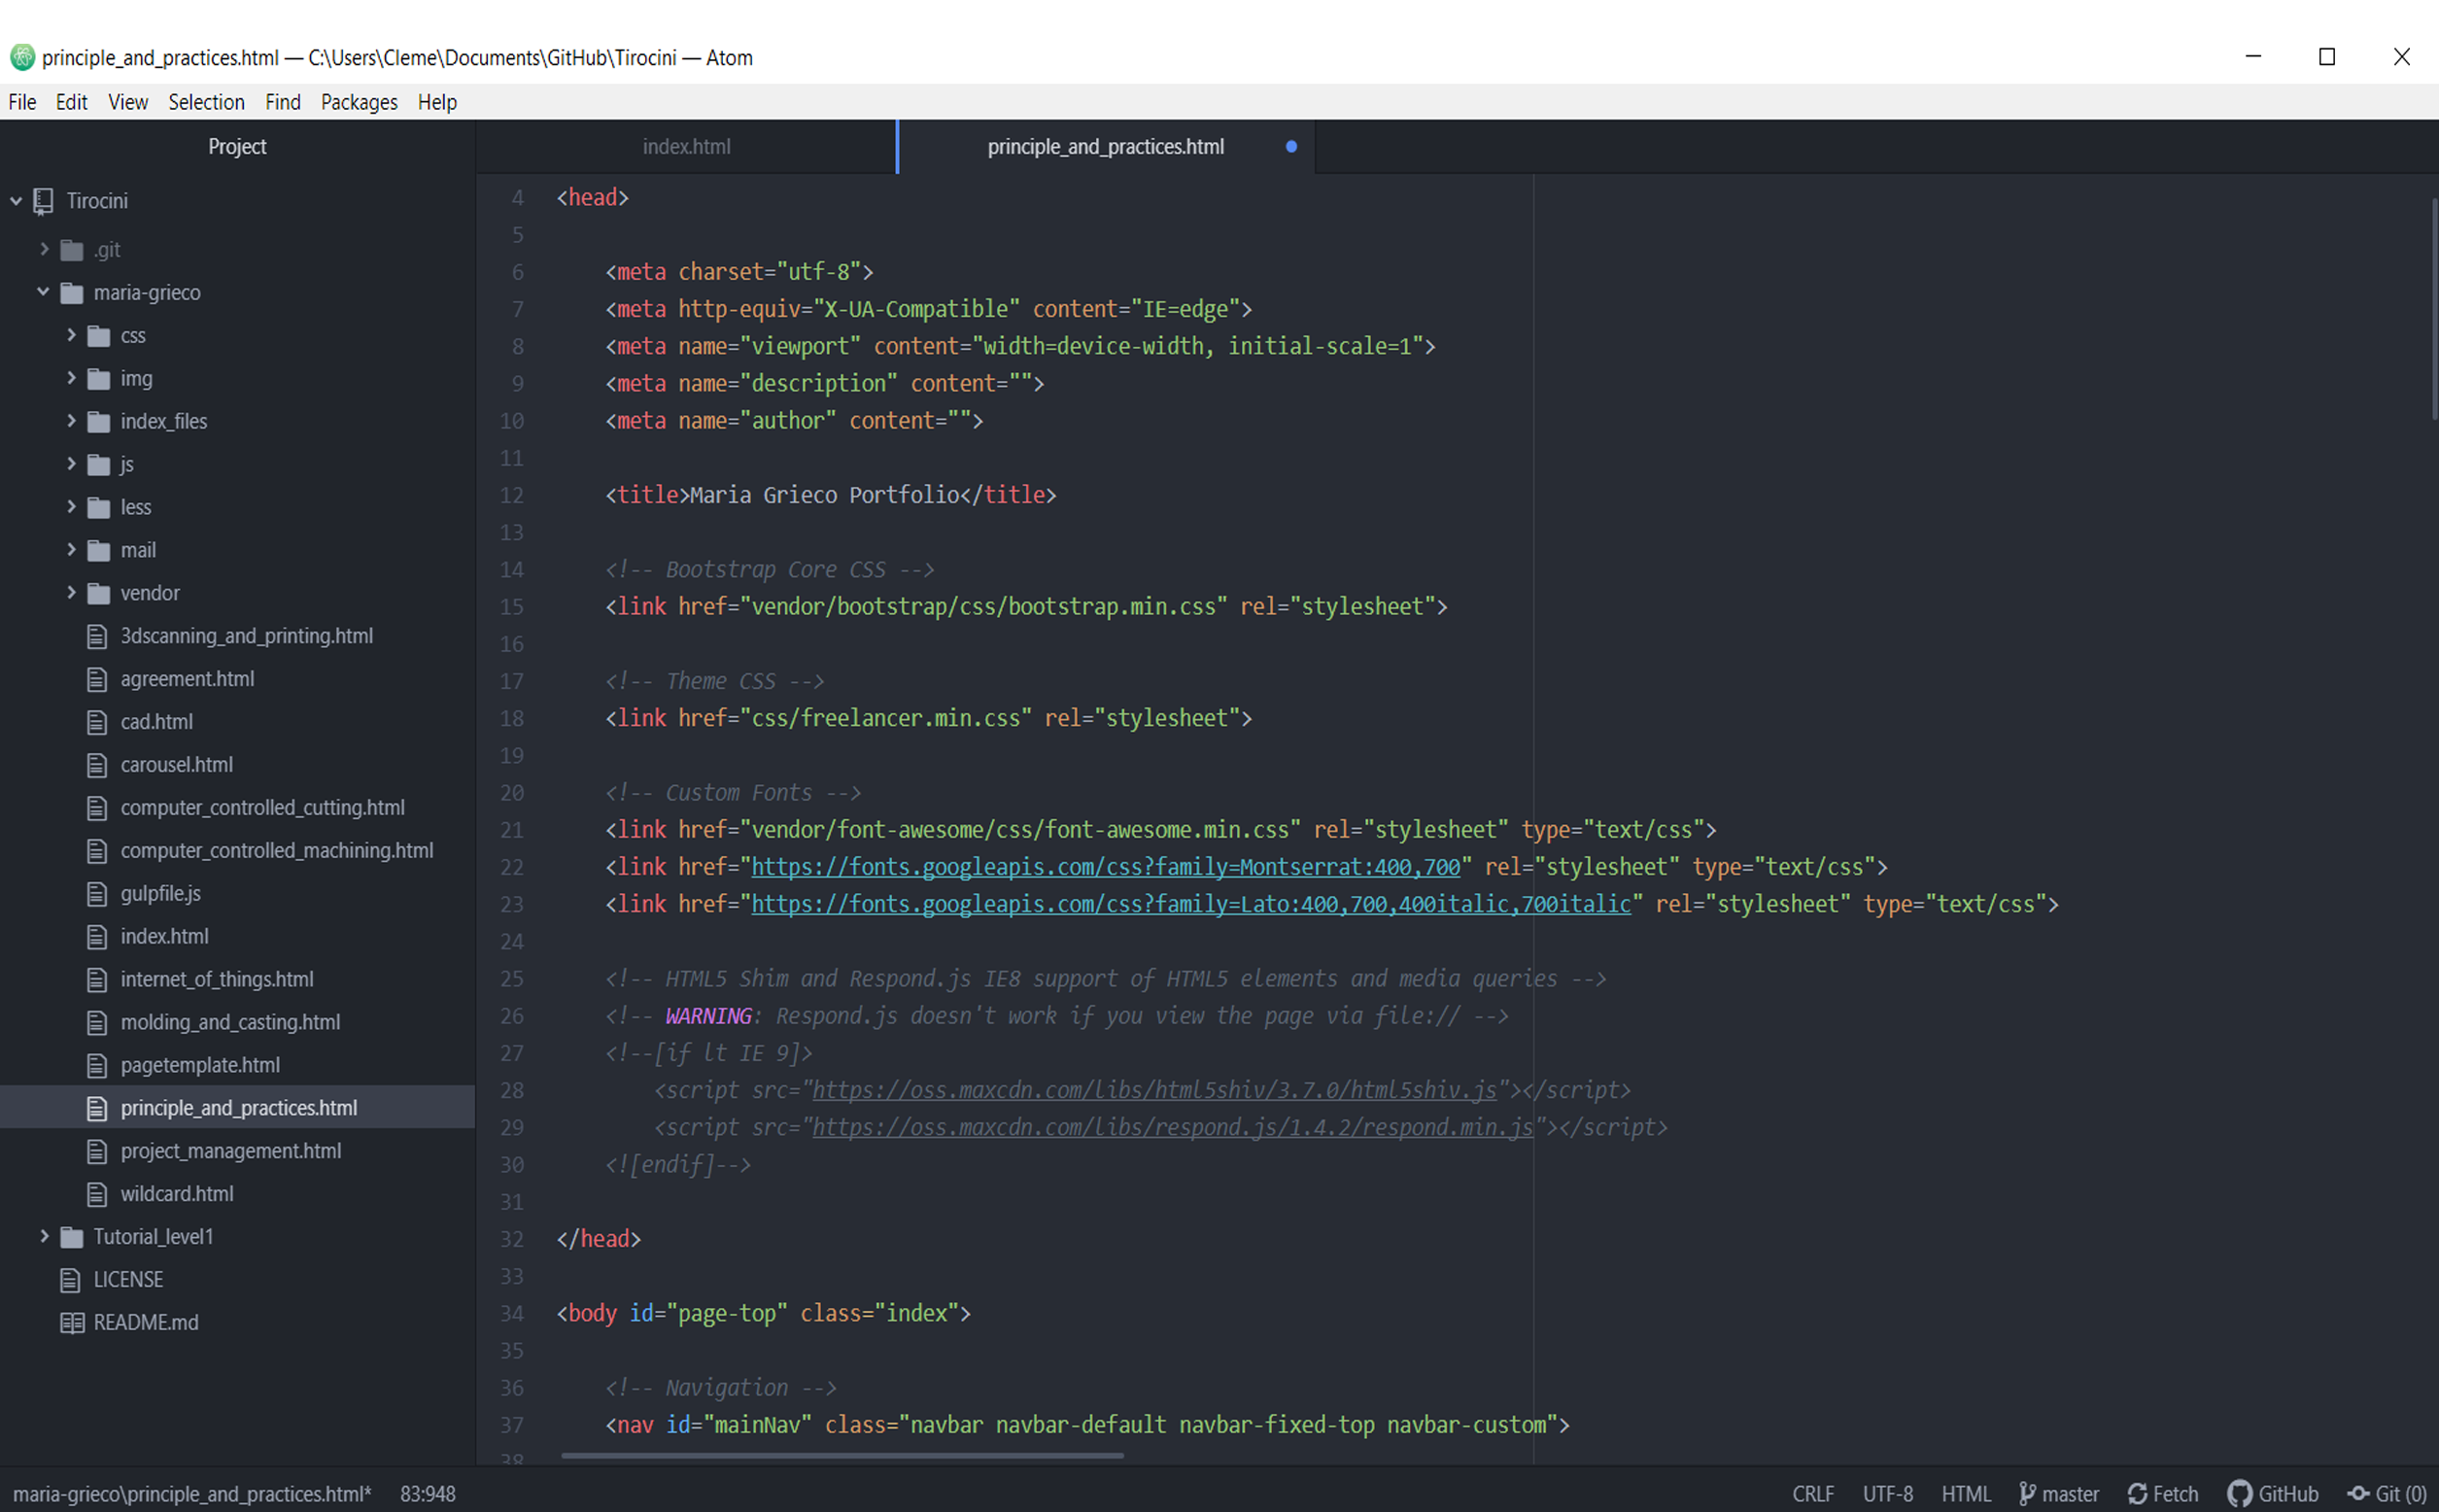 principle_and_practices.html — C:\Users\Cleme\Documents\GitHub\Tirocini — Atom
File Edit View Selection Find Packages Help
Project
Tirocini
.git
maria-grieco
css
img
index_files
js
less
mail
vendor
3dscanning_and_printing.html
agreement.html
cad.html
carousel.html
computer_controlled_cutting.html
computer_controlled_machining.html
gulpfile.js
index.html
internet_of_things.html
molding_and_casting.html
pagetemplate.html
principle_and_practices.html
project_management.html
wildcard.html
Tutorial_level1
LICENSE
README.md
index.html principle_and_practices.html
4 <head>
5
6 <meta charset="utf-8">
7 <meta http-equiv="X-UA-Compatible" content="IE=edge">
8 <meta name="viewport" content="width=device-width, initial-scale=1">
9 <meta name="description" content="">
10 <meta name="author" content="">
11
12 <title>Maria Grieco Portfolio</title>
13
14 <!-- Bootstrap Core CSS -->
15 <link href="vendor/bootstrap/css/bootstrap.min.css" rel="stylesheet">
16
17 <!-- Theme CSS -->
18 <link href="css/freelancer.min.css" rel="stylesheet">
19
20 <!-- Custom Fonts -->
21 <link href="vendor/font-awesome/css/font-awesome.min.css" rel="stylesheet" type="text/css">
22 <link href="https://fonts.googleapis.com/css?family=Montserrat:400,700" rel="stylesheet" type="text/css">
23 <link href="https://fonts.googleapis.com/css?family=Lato:400,700,400italic,700italic" rel="stylesheet" type="text/css">
24
25 <!-- HTML5 Shim and Respond.js IE8 support of HTML5 elements and media queries -->
26 <!-- WARNING: Respond.js doesn't work if you view the page via file:// -->
27 <!--[if lt IE 9]>
28 <script src="https://oss.maxcdn.com/libs/html5shiv/3.7.0/html5shiv.js"></script>
29 <script src="https://oss.maxcdn.com/libs/respond.js/1.4.2/respond.min.js"></script>
30 <![endif]-->
31
32 </head>
33
34 <body id="page-top" class="index">
35
36 <!-- Navigation -->
37 <nav id="mainNav" class="navbar navbar-default navbar-fixed-top navbar-custom">
38
maria-grieco\principle_and_practices.html* 83:948 CRLF UTF-8 HTML master Fetch GitHub Git (0)